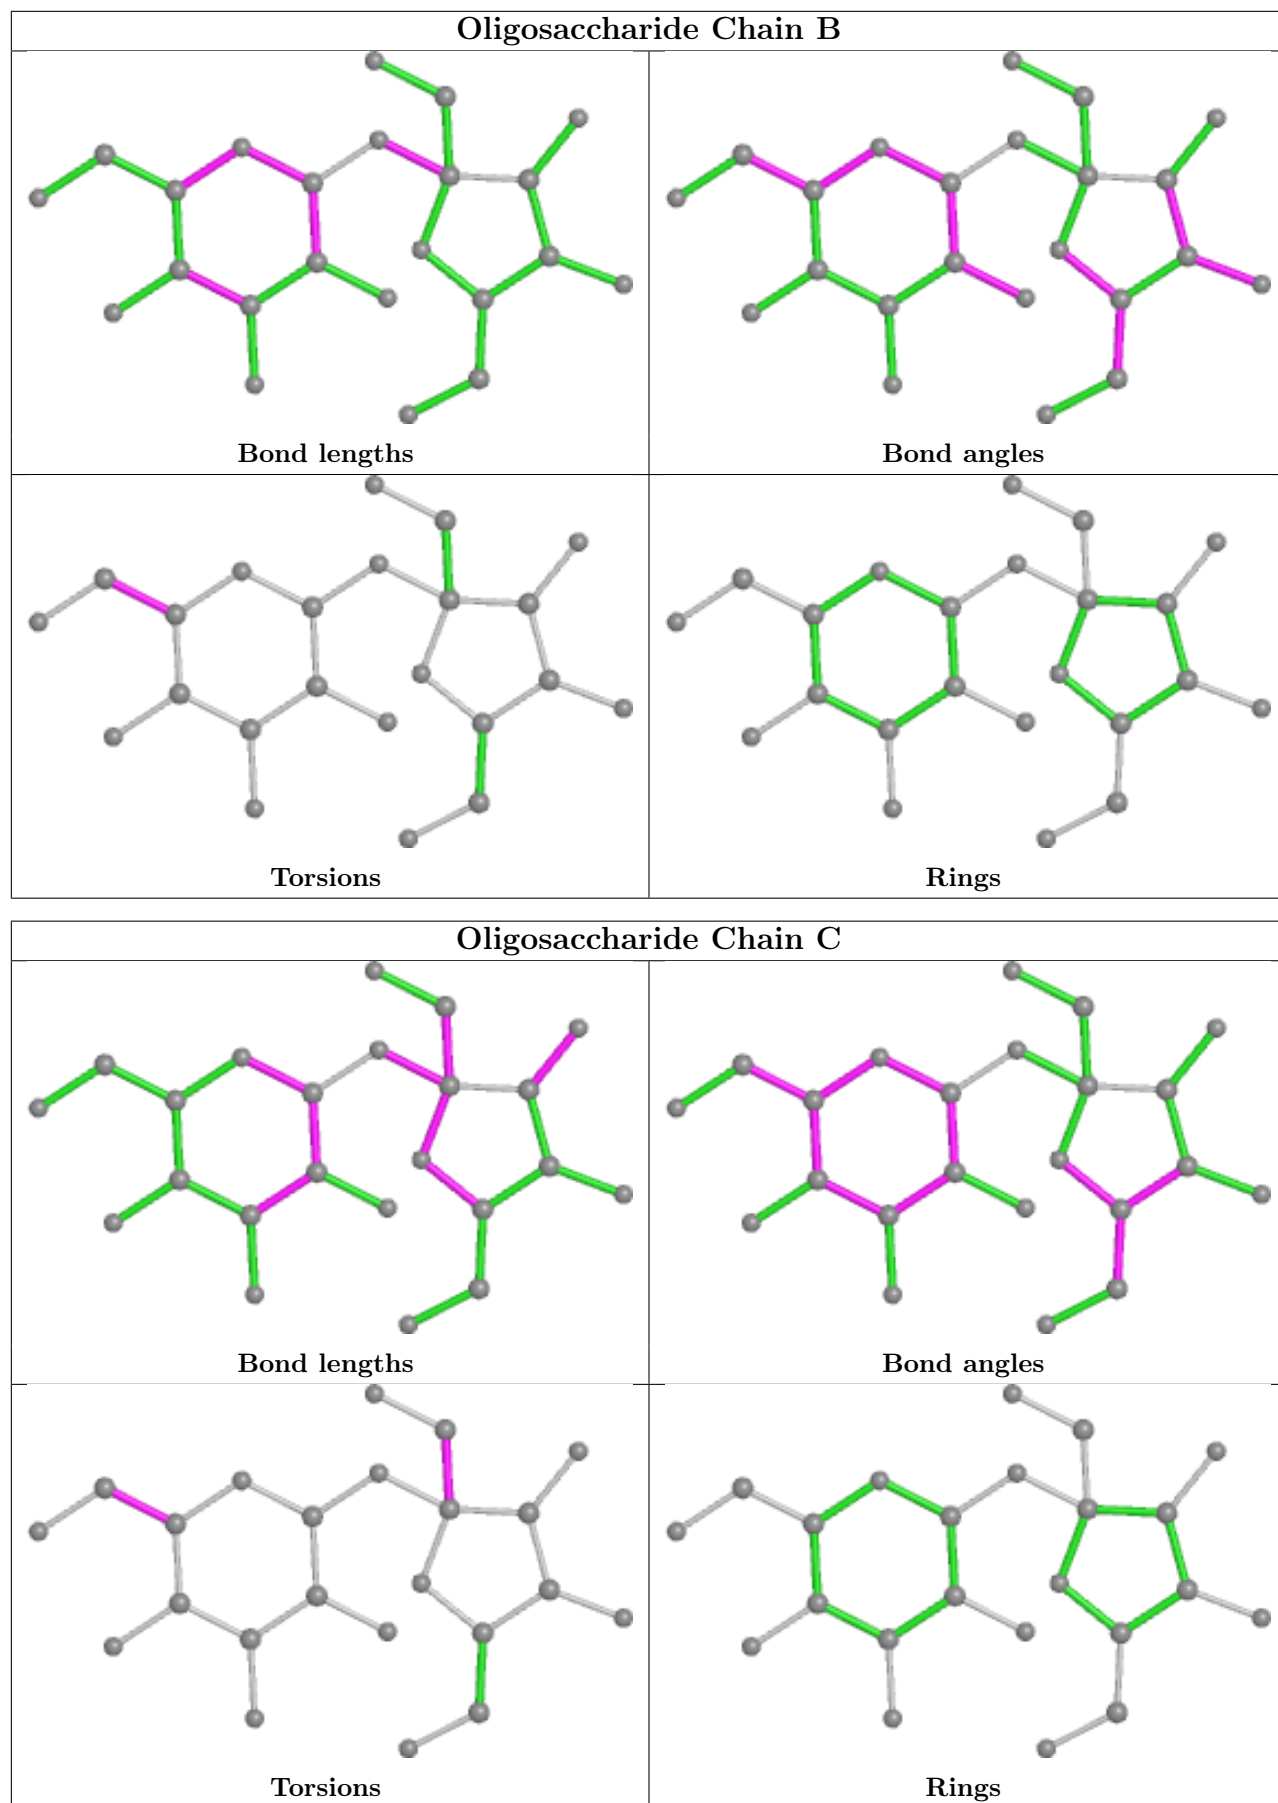 Oligosaccharide Chain B
Bond lengths
Bond angles
Torsions
Rings
Oligosaccharide Chain C
Bond lengths
Bond angles
Torsions
Rings